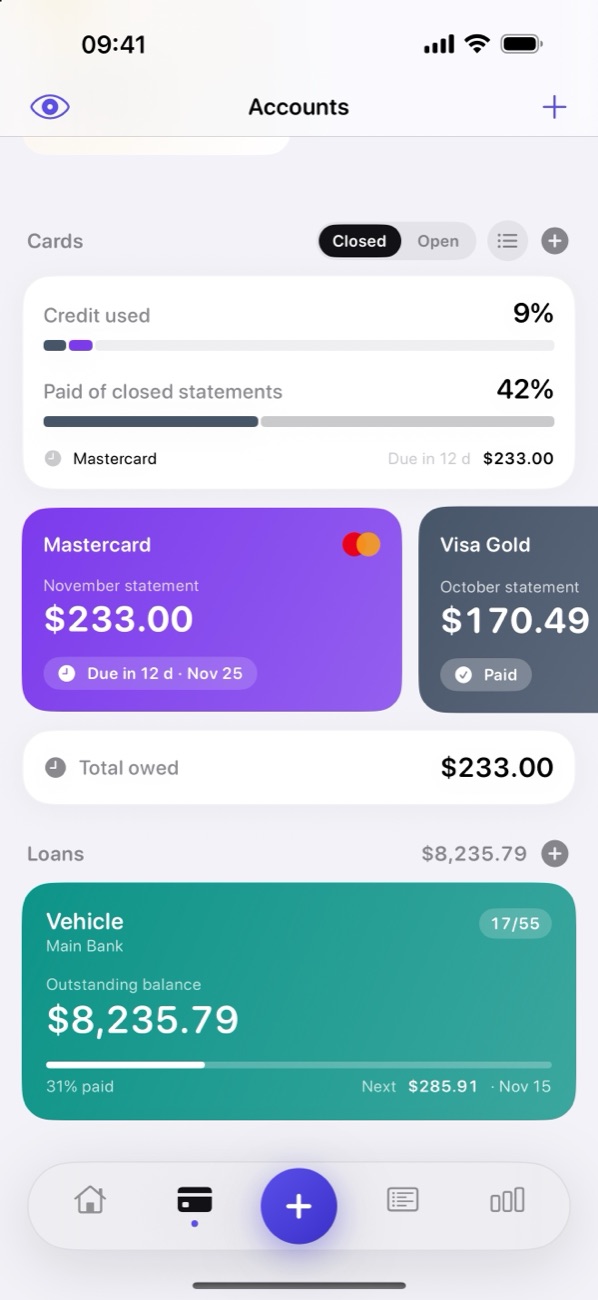 09:41
Accounts
Cards
Closed Open
Credit used 9%
Paid of closed statements 42%
Mastercard Due in 12 d $233.00
Mastercard
November statement
$233.00
Due in 12 d · Nov 25
Visa Gold
October statement
$170.49
Paid
Total owed $233.00
Loans $8,235.79
Vehicle 17/55
Main Bank
Outstanding balance
$8,235.79
31% paid Next $285.91 · Nov 15